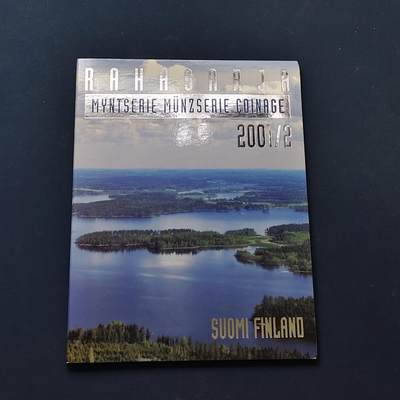 RAHASARJA
MYNTSERIE MÜNZSERIE COINAGE
2001/2
SUOMI FINLAND